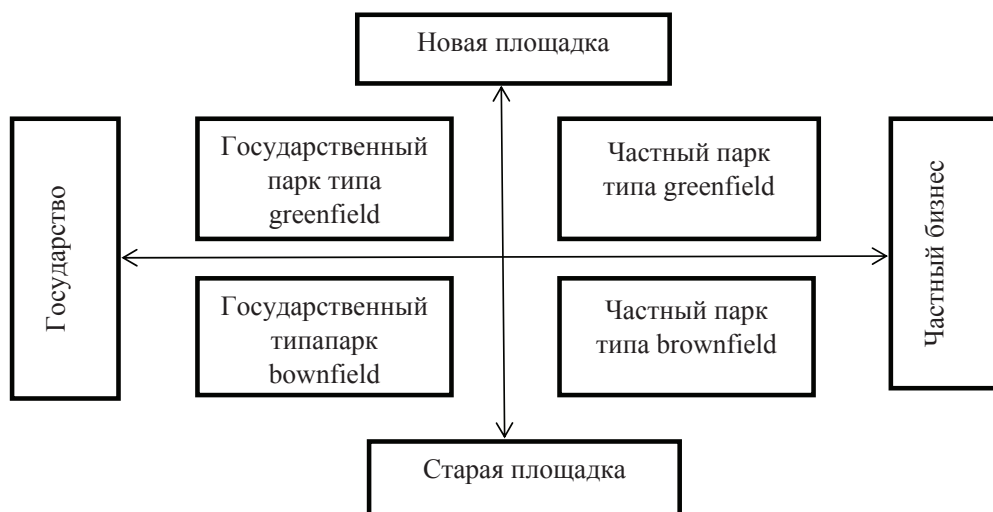 Новая площадка
Государство
Государственный
парк типа
greenfield
Частный парк
типа greenfield
Частный бизнес
Государственный
типапарк
bownfield
Частный парк
типа brownfield
Старая площадка